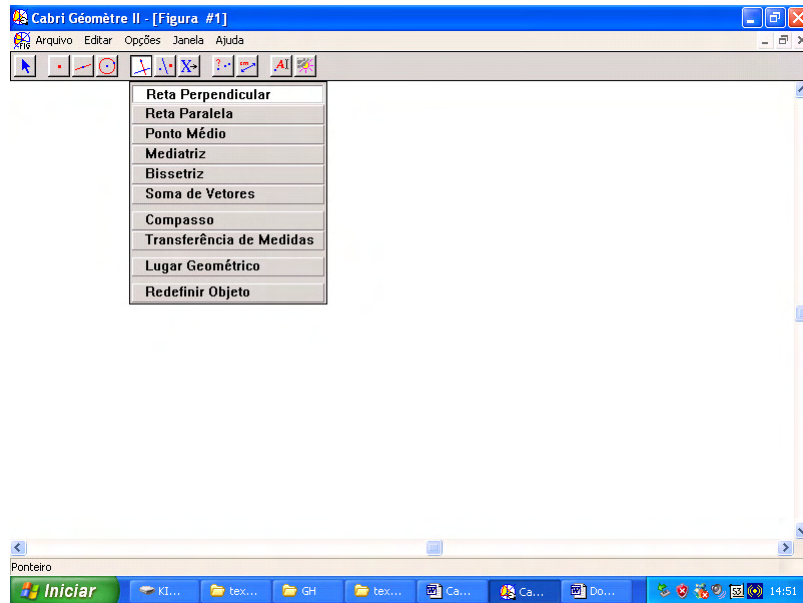 Cabri Géomètre II - [Figura #1]
Arquivo Editar Opções Janela Ajuda
Reta Perpendicular
Reta Paralela
Ponto Médio
Mediatriz
Bissetriz
Soma de Vetores
Compasso
Transferência de Medidas
Lugar Geométrico
Redefinir Objeto
Ponteiro
Iniciar KI... tex... GH tex... Ca... Ca... Do... 14:51